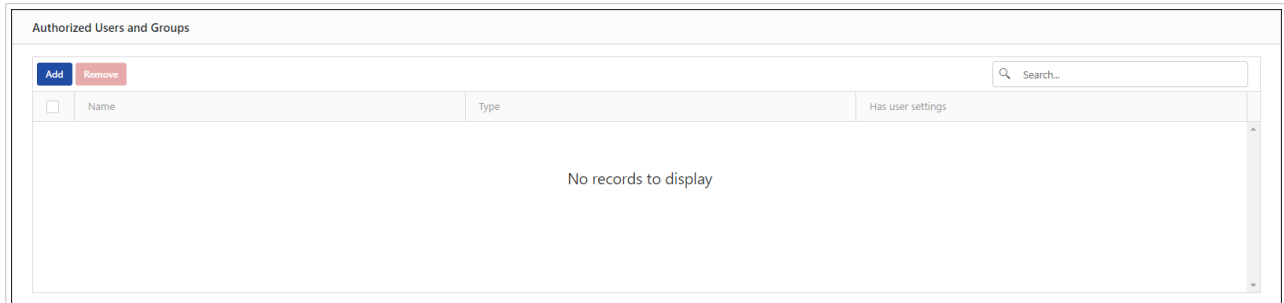 Authorized Users and Groups
Add Remove Search...
Name Type Has user settings
No records to display